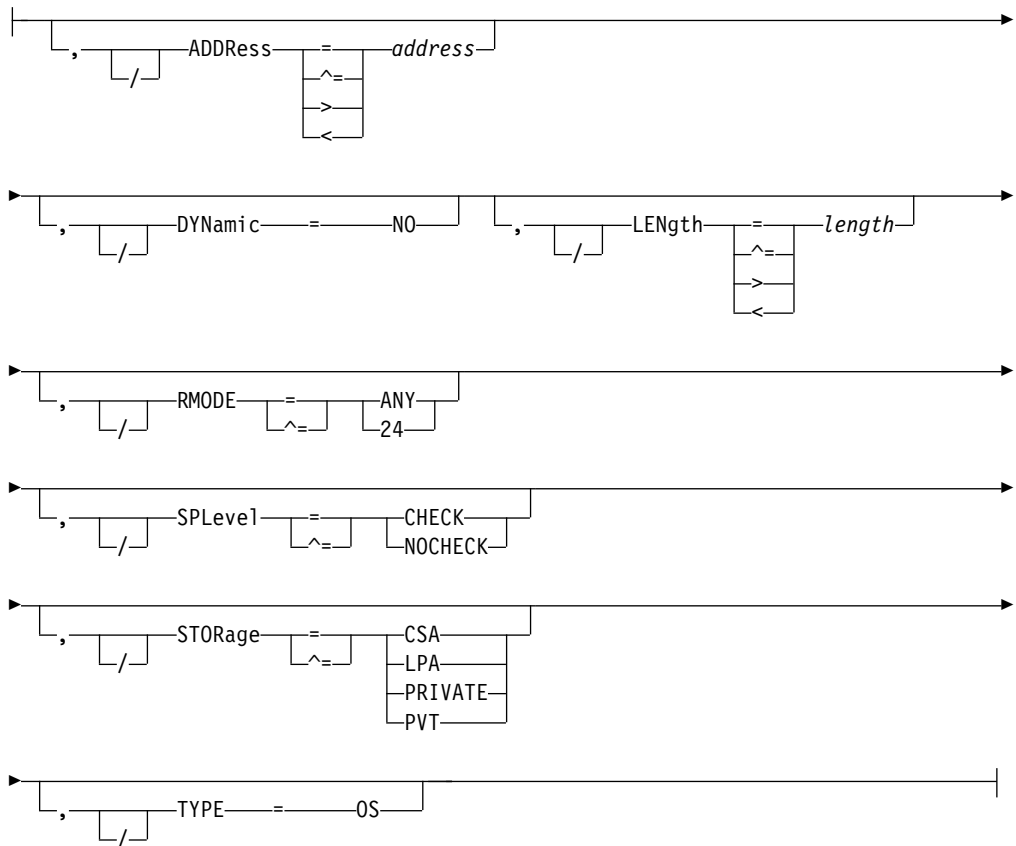 , / ADDRess = address
^=
>
<
, / DYNamic = NO , / LENgth = length
^=
>
<
, / RMODE = ANY
^= 24
, / SPLevel = CHECK
^= NOCHECK
, / STORage = CSA
^= LPA
PRIVATE
PVT
, / TYPE = OS